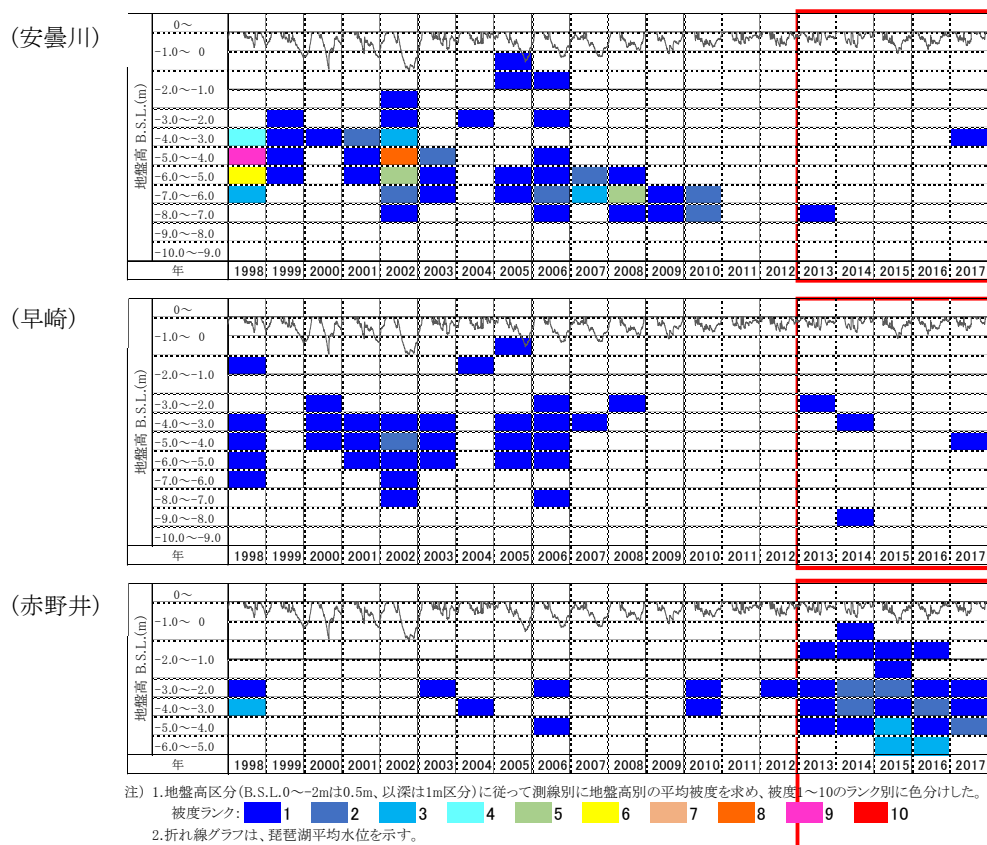 (安曇川)
地盤高 B.S.L.(m)
0～
-1.0～ 0
-2.0～-1.0
-3.0～-2.0
-4.0～-3.0
-5.0～-4.0
-6.0～-5.0
-7.0～-6.0
-8.0～-7.0
-9.0～-8.0
-10.0～-9.0
年 1998 1999 2000 2001 2002 2003 2004 2005 2006 2007 2008 2009 2010 2011 2012 2013 2014 2015 2016 2017
(早崎)
地盤高 B.S.L.(m)
0～
-1.0～ 0
-2.0～-1.0
-3.0～-2.0
-4.0～-3.0
-5.0～-4.0
-6.0～-5.0
-7.0～-6.0
-8.0～-7.0
-9.0～-8.0
-10.0～-9.0
年 1998 1999 2000 2001 2002 2003 2004 2005 2006 2007 2008 2009 2010 2011 2012 2013 2014 2015 2016 2017
(赤野井)
地盤高 B.S.L.(m)
0～
-1.0～ 0
-2.0～-1.0
-3.0～-2.0
-4.0～-3.0
-5.0～-4.0
-6.0～-5.0
年 1998 1999 2000 2001 2002 2003 2004 2005 2006 2007 2008 2009 2010 2011 2012 2013 2014 2015 2016 2017
注) 1.地盤高区分(B.S.L.0～-2mは0.5m、以深は1m区分)に従って測線別に地盤高別の平均被度を求め、被度1～10のランク別に色分けした。
被度ランク: 1 2 3 4 5 6 7 8 9 10
2.折れ線グラフは、琵琶湖平均水位を示す。